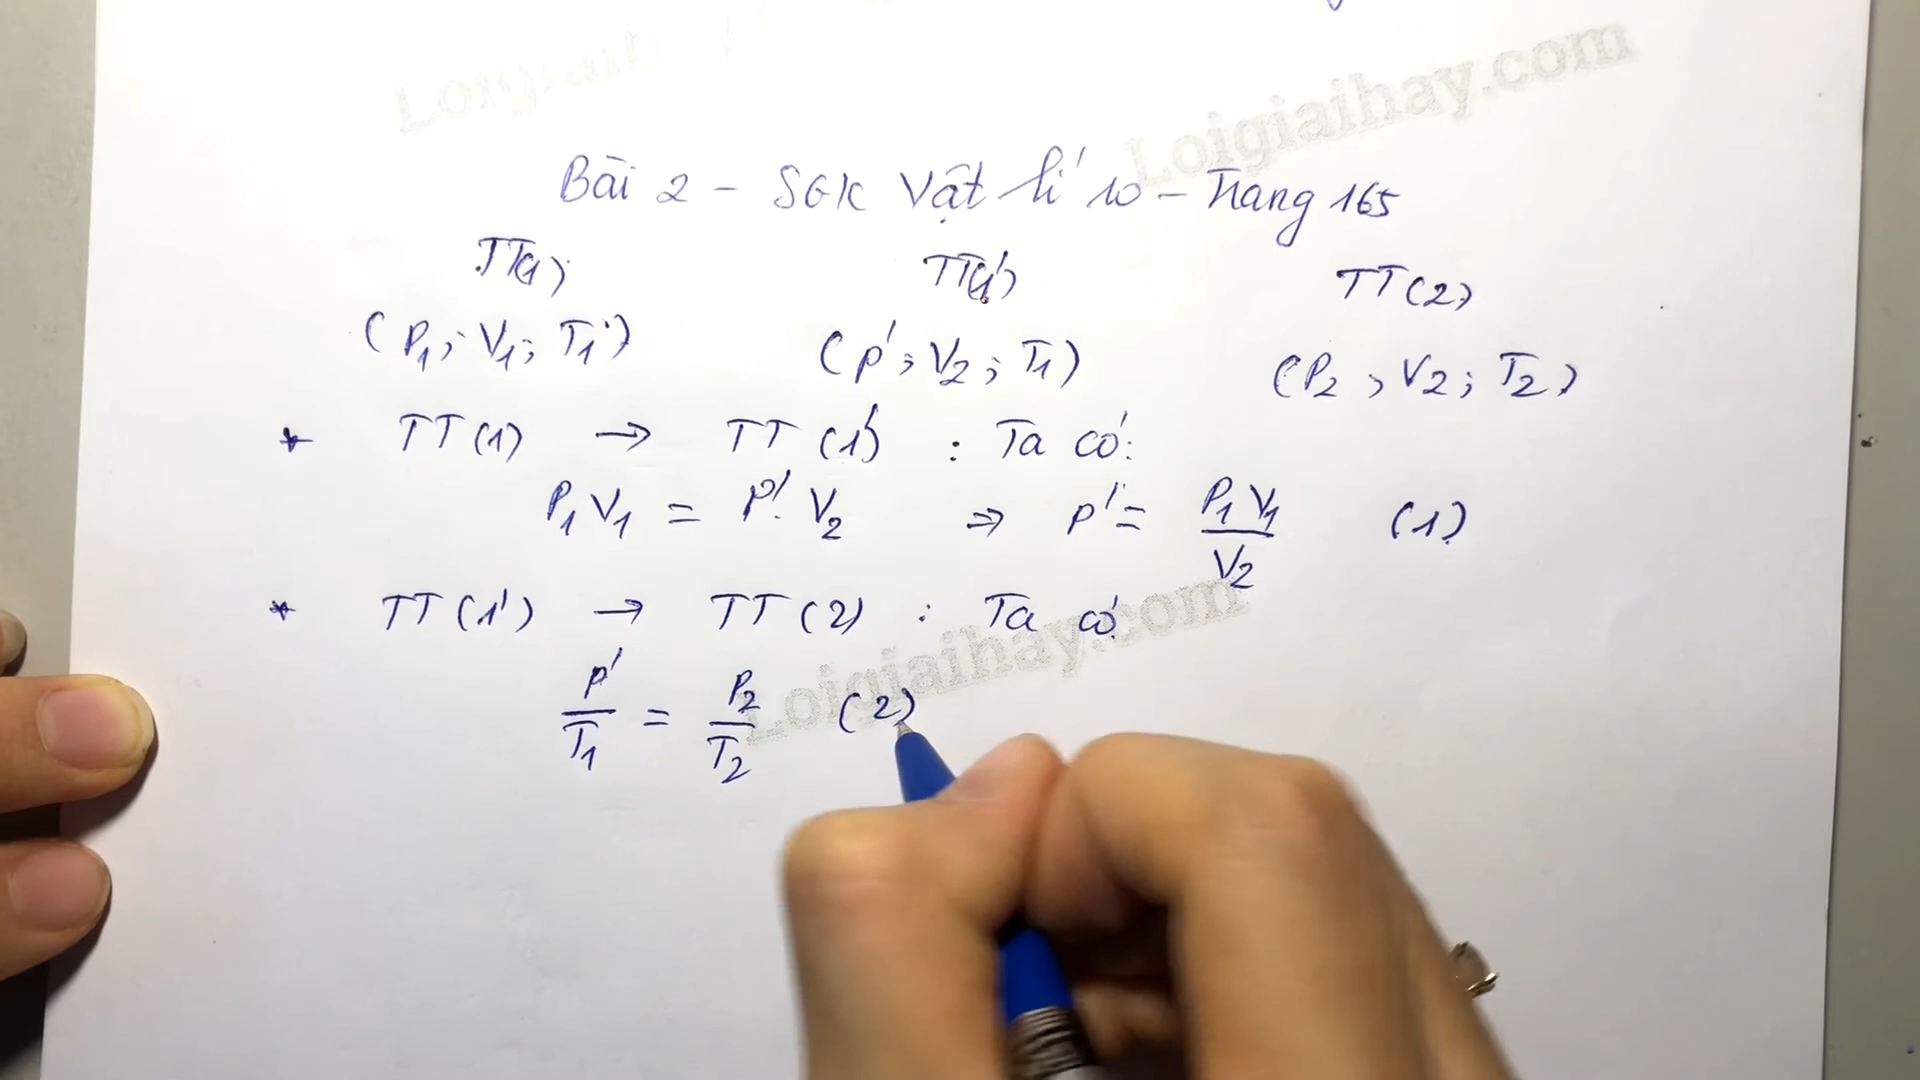 Loigiaihay.com
Bài 2 - SGK Vật lí 10 - Trang 165
TT(1) TT(1') TT(2)
(P₁; V₁; T₁) (p'; V₂; T₁) (P₂; V₂; T₂)
* TT(1) → TT(1') : Ta có:
P₁V₁ = P'.V₂ ⇒ p' = P₁V₁/V₂ (1)
* TT(1') → TT(2) : Ta có
Loigiaihay.com
p'/T₁ = P₂/T₂ (2)